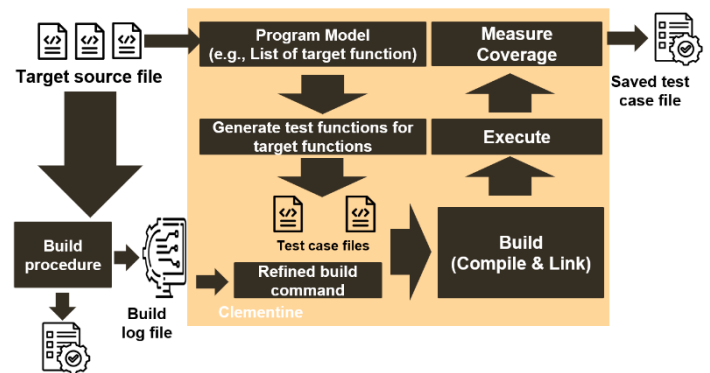 Target source file
Program Model
(e.g., List of target function)
Measure
Coverage
Saved test
case file
Generate test functions for
target functions
Execute
Test case files
Build
procedure
Build
log file
Refined build
command
Build
(Compile & Link)
Clementine